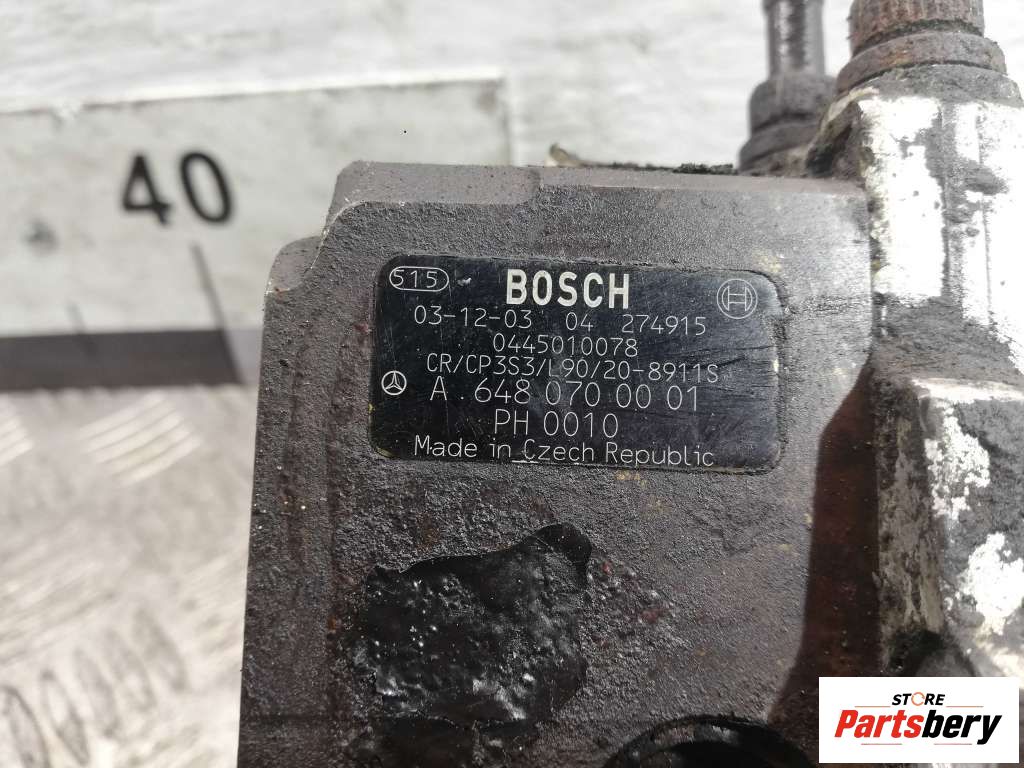 40
515 BOSCH
03-12-03 04 274915
0445010078
CR/CP3S3/L90/20-8911S
A 648 070 00 01
PH 0010
Made in Czech Republic
STORE
Partsbery